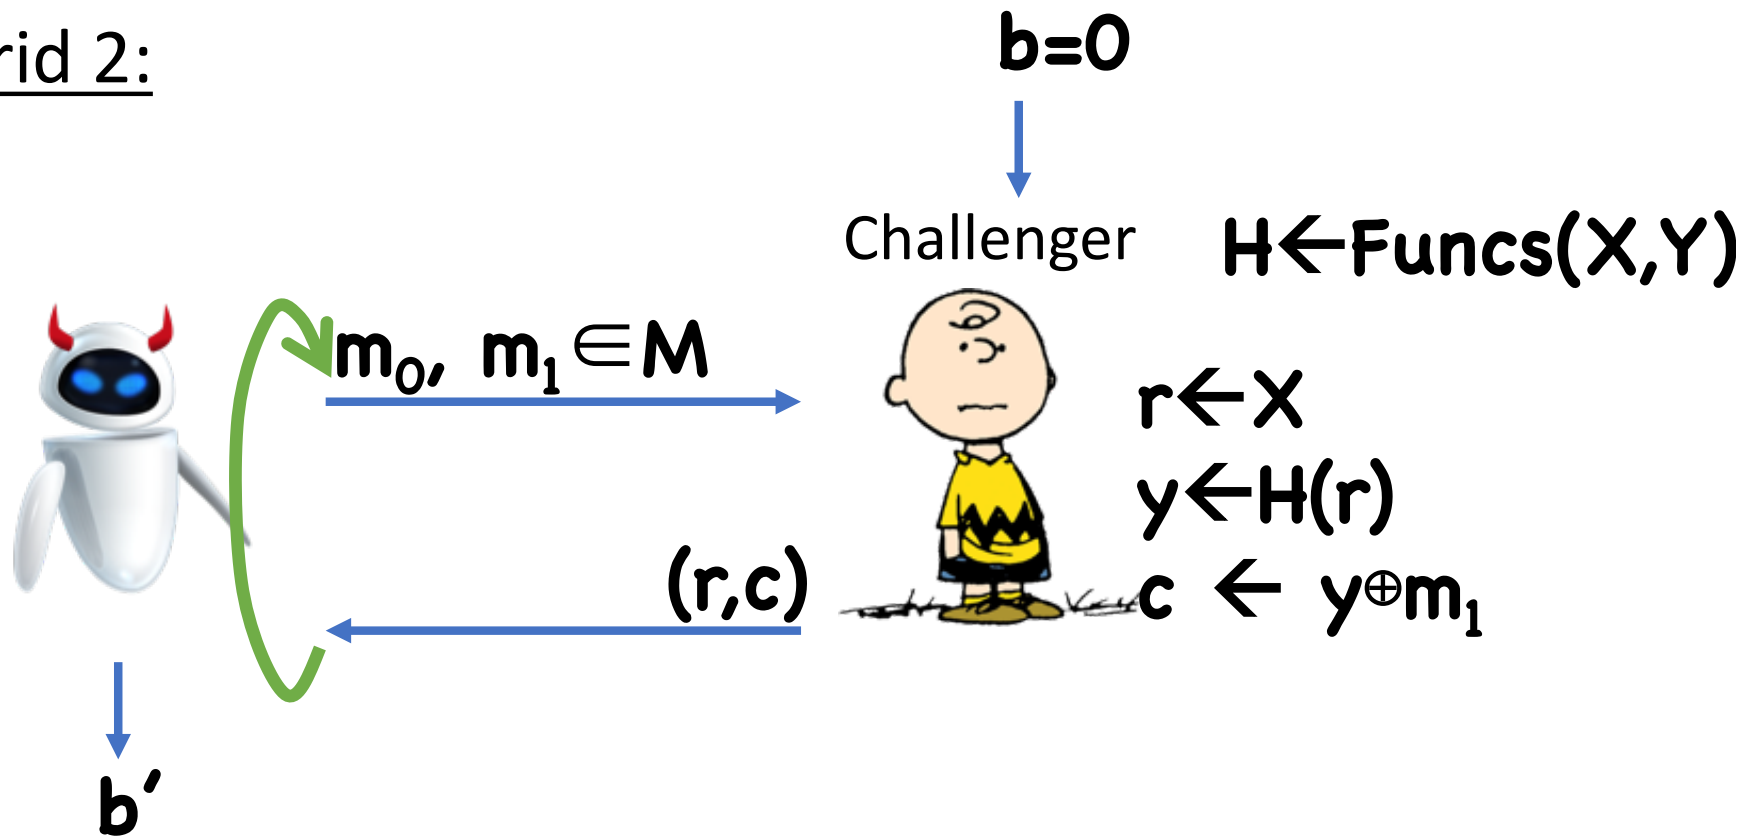 rid 2:
b=0
Challenger
H←Funcs(X,Y)
m₀, m₁∈M
r←X
y←H(r)
(r,c)
c ← y⊕m₁
b′